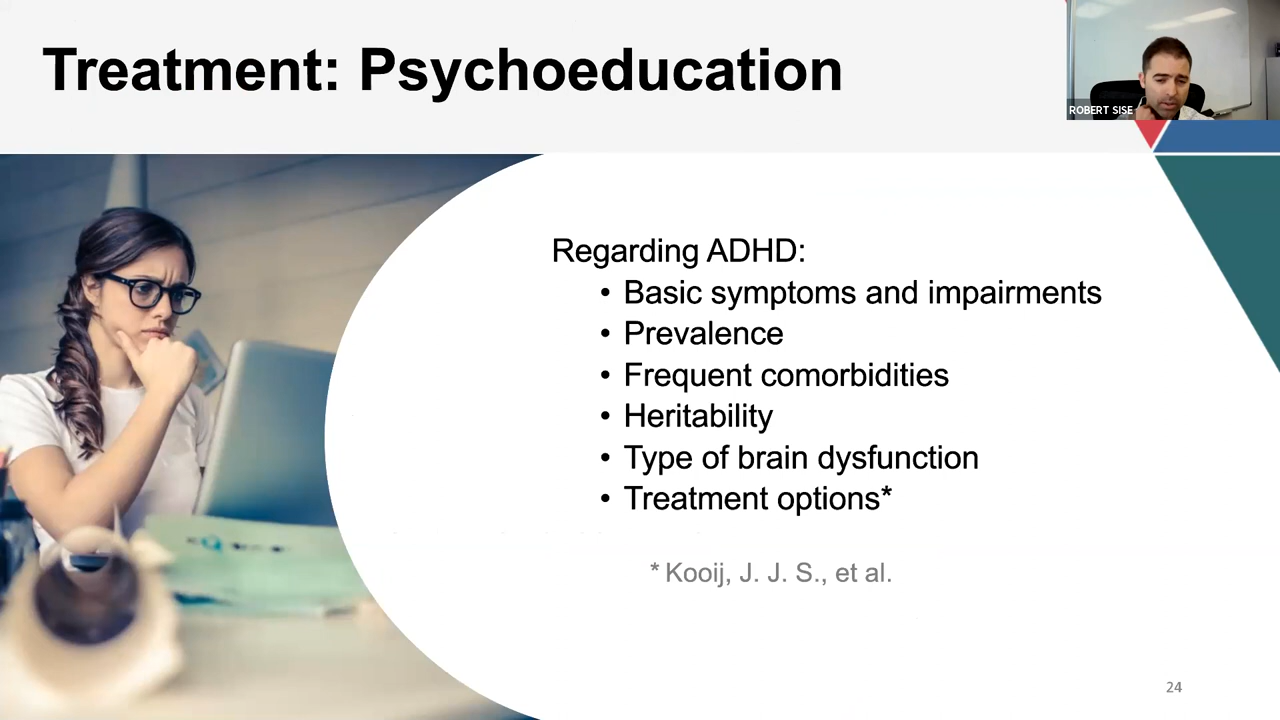 Treatment: Psychoeducation
ROBERT SISE
Regarding ADHD:
• Basic symptoms and impairments
• Prevalence
• Frequent comorbidities
• Heritability
• Type of brain dysfunction
• Treatment options*
* Kooij, J. J. S., et al.
24